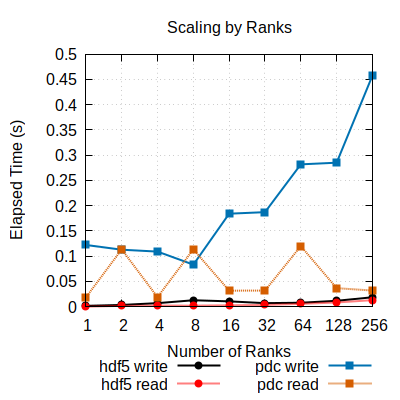 Scaling by Ranks
0.5
0.45
0.4
0.35
0.3
0.25
0.2
0.15
0.1
0.05
0
Elapsed Time (s)
1 2 4 8 16 32 64 128 256
Number of Ranks
hdf5 write pdc write
hdf5 read pdc read